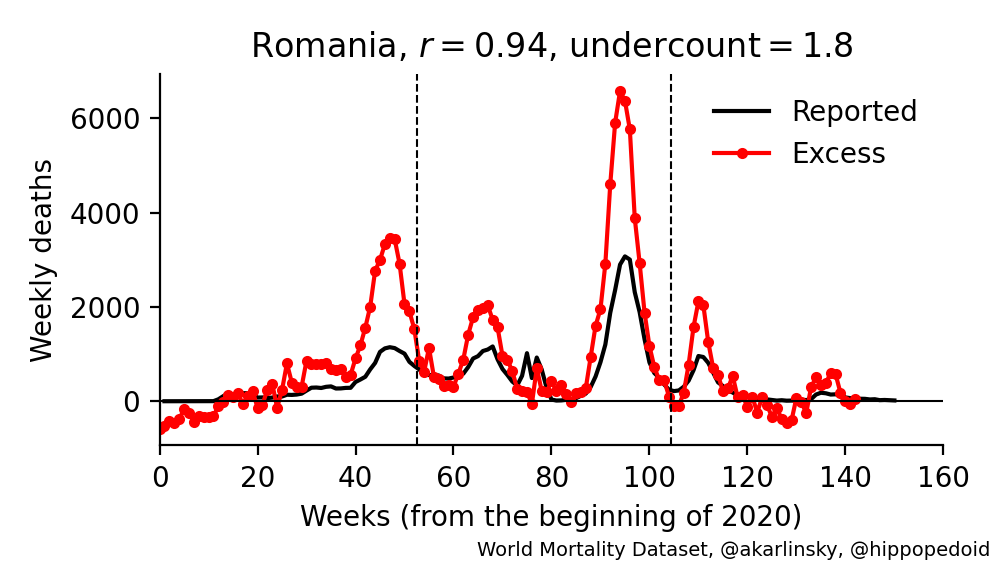 Romania, r = 0.94, undercount = 1.8
Weekly deaths
6000
4000
2000
0
Reported
Excess
0 20 40 60 80 100 120 140 160
Weeks (from the beginning of 2020)
World Mortality Dataset, @akarlinsky, @hippopedoid